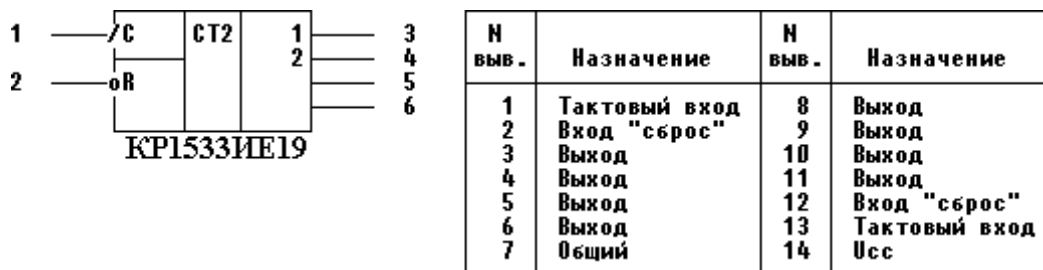 1 /C CT2 1 3
2 4
2 oR 5
6
КР1533ИЕ19
N выв. Назначение N выв. Назначение
1 Тактовый вход 8 Выход
2 Вход "сброс" 9 Выход
3 Выход 10 Выход
4 Выход 11 Выход
5 Выход 12 Вход "сброс"
6 Выход 13 Тактовый вход
7 Общий 14 Ucc